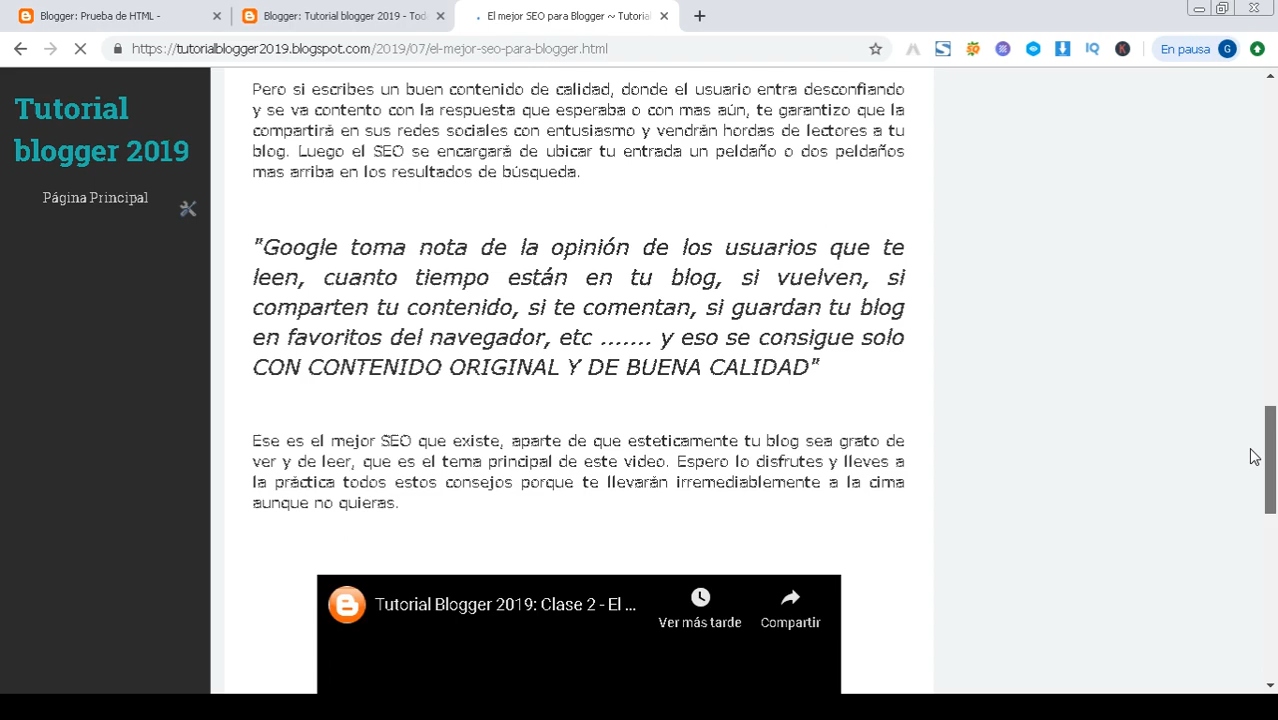 Blogger: Prueba de HTML -
Blogger: Tutorial blogger 2019 - Tod
El mejor SEO para Blogger ~ Tutoria
https://tutorialblogger2019.blogspot.com/2019/07/el-mejor-seo-para-blogger.html
IQ
K
En pausa
G
Tutorial
blogger 2019
Página Principal
Pero si escribes un buen contenido de calidad, donde el usuario entra desconfiando
y se va contento con la respuesta que esperaba o con mas aún, te garantizo que la
compartirá en sus redes sociales con entusiasmo y vendrán hordas de lectores a tu
blog. Luego el SEO se encargará de ubicar tu entrada un peldaño o dos peldaños
mas arriba en los resultados de búsqueda.
"Google toma nota de la opinión de los usuarios que te
leen, cuanto tiempo están en tu blog, si vuelven, si
comparten tu contenido, si te comentan, si guardan tu blog
en favoritos del navegador, etc ....... y eso se consigue solo
CON CONTENIDO ORIGINAL Y DE BUENA CALIDAD"
Ese es el mejor SEO que existe, aparte de que esteticamente tu blog sea grato de
ver y de leer, que es el tema principal de este video. Espero lo disfrutes y lleves a
la práctica todos estos consejos porque te llevarán irremediablemente a la cima
aunque no quieras.
Tutorial Blogger 2019: Clase 2 - El ...
Ver más tarde
Compartir